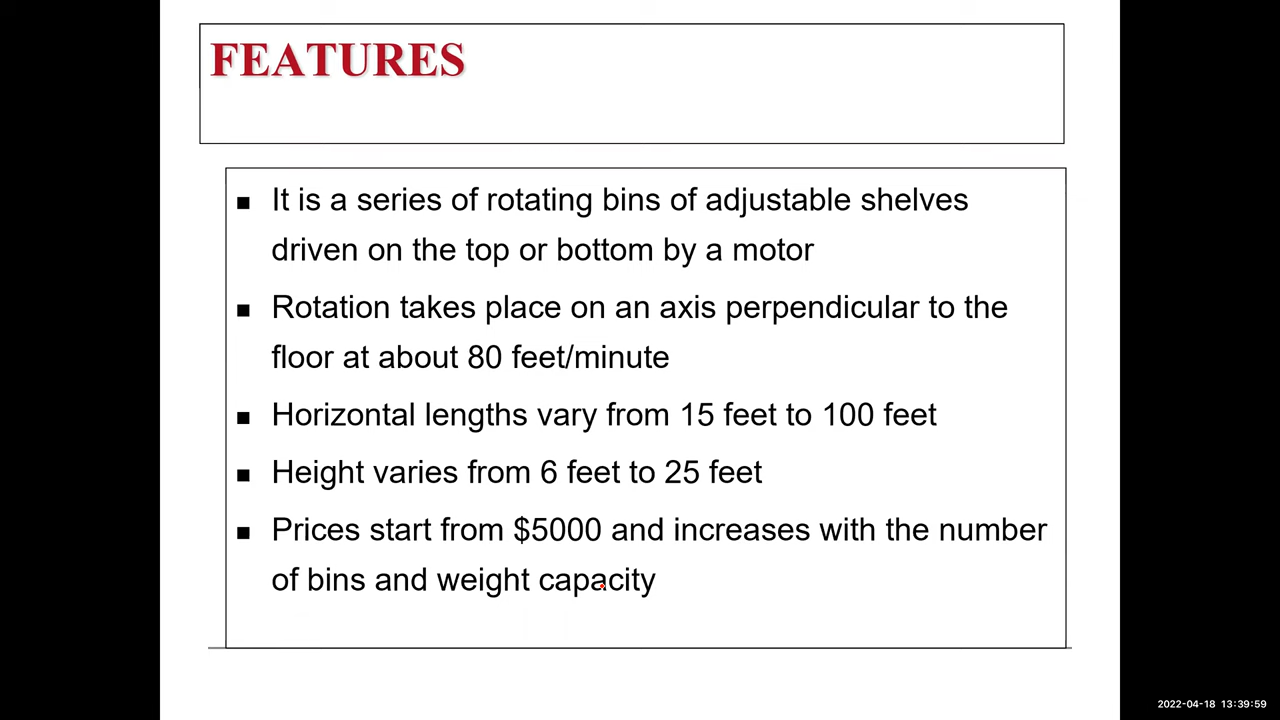 FEATURES
▪ It is a series of rotating bins of adjustable shelves
driven on the top or bottom by a motor
▪ Rotation takes place on an axis perpendicular to the
floor at about 80 feet/minute
▪ Horizontal lengths vary from 15 feet to 100 feet
▪ Height varies from 6 feet to 25 feet
▪ Prices start from $5000 and increases with the number
of bins and weight capacity
2022-04-18 13:39:59